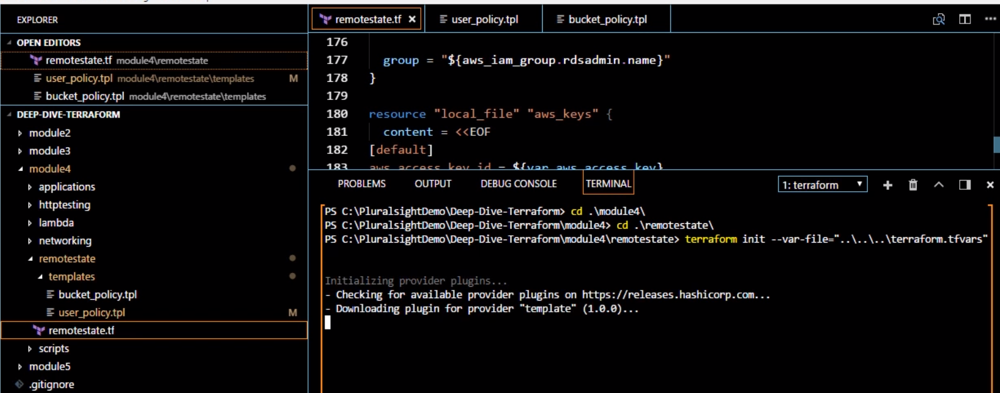 EXPLORER
OPEN EDITORS
remotestate.tf module4\remotestate
user_policy.tpl module4\remotestate\templates M
bucket_policy.tpl module4\remotestate\templates
DEEP-DIVE-TERRAFORM
module2
module3
module4
applications
httptesting
lambda
networking
remotestate
templates
bucket_policy.tpl
user_policy.tpl M
remotestate.tf
scripts
module5
.gitignore
remotestate.tf × user_policy.tpl bucket_policy.tpl
176
177 group = "${aws_iam_group.rdsadmin.name}"
178 }
179
180 resource "local_file" "aws_keys" {
181 content = <<EOF
182 [default]
183 aws_access_key_id = ${var.aws_access_key}
PROBLEMS OUTPUT DEBUG CONSOLE TERMINAL 1: terraform
PS C:\PluralsightDemo\Deep-Dive-Terraform> cd .\module4\
PS C:\PluralsightDemo\Deep-Dive-Terraform\module4> cd .\remotestate\
PS C:\PluralsightDemo\Deep-Dive-Terraform\module4\remotestate> terraform init --var-file="..\..\..\terraform.tfvars"
Initializing provider plugins...
- Checking for available provider plugins on https://releases.hashicorp.com...
- Downloading plugin for provider "template" (1.0.0)...